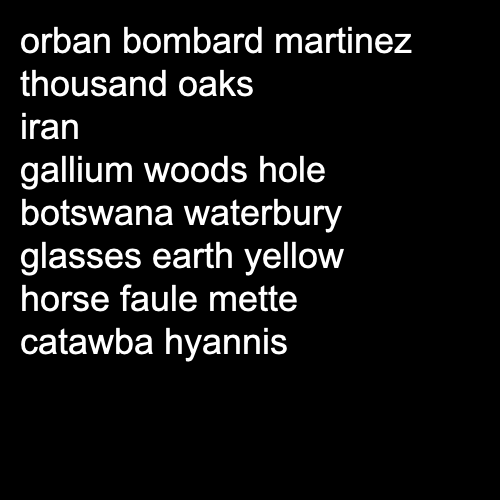 orban bombard martinez
thousand oaks
iran
gallium woods hole
botswana waterbury
glasses earth yellow
horse faule mette
catawba hyannis